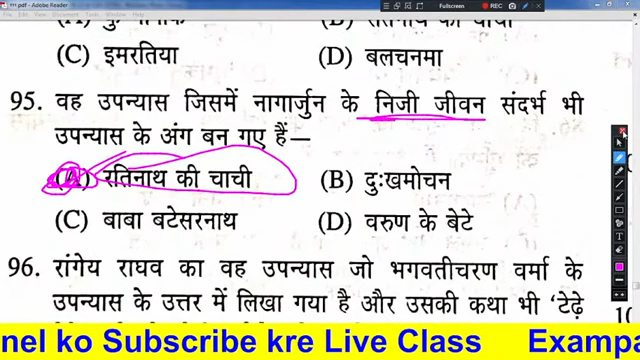 pdf - Adobe Reader
Fullscreen REC
(C) इमरतिया (D) बलचनमा
95. वह उपन्यास जिसमें नागार्जुन के निजी जीवन संदर्भ भी
उपन्यास के अंग बन गए हैं—
(A) रतिनाथ की चाची (B) दुःखमोचन
(C) बाबा बटेसरनाथ (D) वरुण के बेटे
96. रांगेय राघव का वह उपन्यास जो भगवतीचरण वर्मा के
उपन्यास के उत्तर में लिखा गया है और उसकी कथा भी 'टेढ़े
10
nel ko Subscribe kre Live Class Exampa